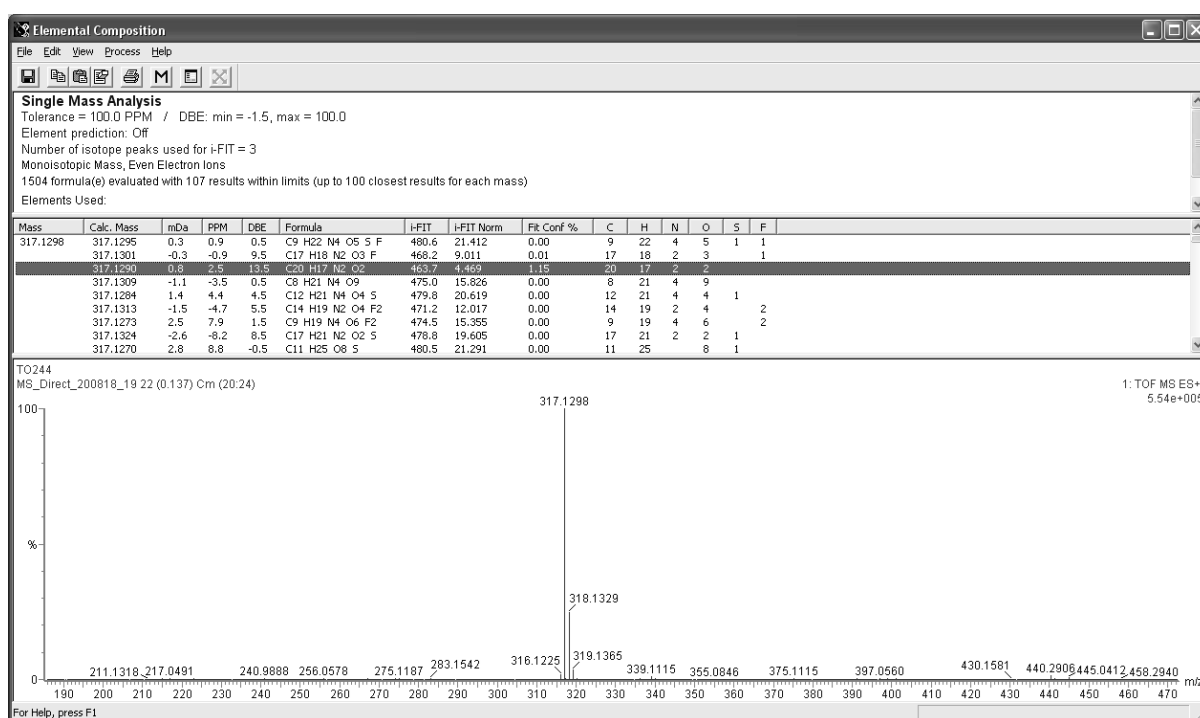 Elemental Composition
File Edit View Process Help
M
Single Mass Analysis
Tolerance = 100.0 PPM / DBE: min = -1.5, max = 100.0
Element prediction: Off
Number of isotope peaks used for i-FIT = 3
Monoisotopic Mass, Even Electron Ions
1504 formula(e) evaluated with 107 results within limits (up to 100 closest results for each mass)
Elements Used:
Mass Calc. Mass mDa PPM DBE Formula i-FIT i-FIT Norm Fit Conf % C H N O S F
317.1298 317.1295 0.3 0.9 0.5 C9 H22 N4 O5 S F 480.6 21.412 0.00 9 22 4 5 1 1
317.1301 -0.3 -0.9 9.5 C17 H18 N2 O3 F 468.2 9.011 0.01 17 18 2 3 1
317.1290 0.8 2.5 13.5 C20 H17 N2 O2 463.7 4.469 1.15 20 17 2 2
317.1309 -1.1 -3.5 0.5 C8 H21 N4 O9 475.0 15.826 0.00 8 21 4 9
317.1284 1.4 4.4 4.5 C12 H21 N4 O4 S 479.8 20.619 0.00 12 21 4 4 1
317.1313 -1.5 -4.7 5.5 C14 H19 N2 O4 F2 471.2 12.017 0.00 14 19 2 4 2
317.1273 2.5 7.9 1.5 C9 H19 N4 O6 F2 474.5 15.355 0.00 9 19 4 6 2
317.1324 -2.6 -8.2 8.5 C17 H21 N2 O2 S 478.8 19.605 0.00 17 21 2 2 1
317.1270 2.8 8.8 -0.5 C11 H25 O8 S 480.5 21.291 0.00 11 25 8 1
TO244
MS_Direct_200818_19 22 (0.137) Cm (20:24)
1: TOF MS ES+
5.54e+005
100
%
0
317.1298
318.1329
211.1318 217.0491 240.9888 256.0578 275.1187 283.1542 316.1225 319.1365 339.1115 355.0846 375.1115 397.0560 430.1581 440.2906 445.0412 458.2940
m/z
190 200 210 220 230 240 250 260 270 280 290 300 310 320 330 340 350 360 370 380 390 400 410 420 430 440 450 460 470
For Help, press F1